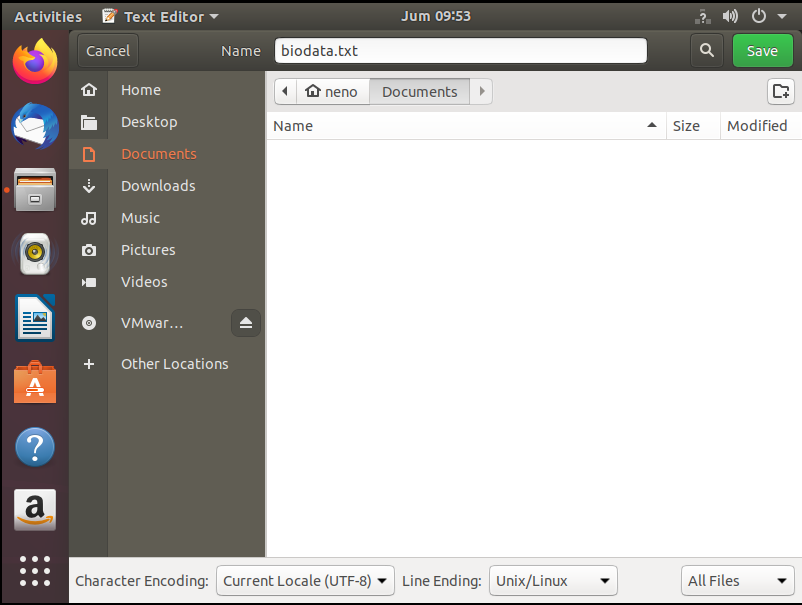 Activities Text Editor Jum 09:53
Cancel Name biodata.txt Save
Home
Desktop
Documents
Downloads
Music
Pictures
Videos
VMwar…
Other Locations
neno Documents
Name Size Modified
?
A
?
a
Character Encoding: Current Locale (UTF-8) Line Ending: Unix/Linux All Files